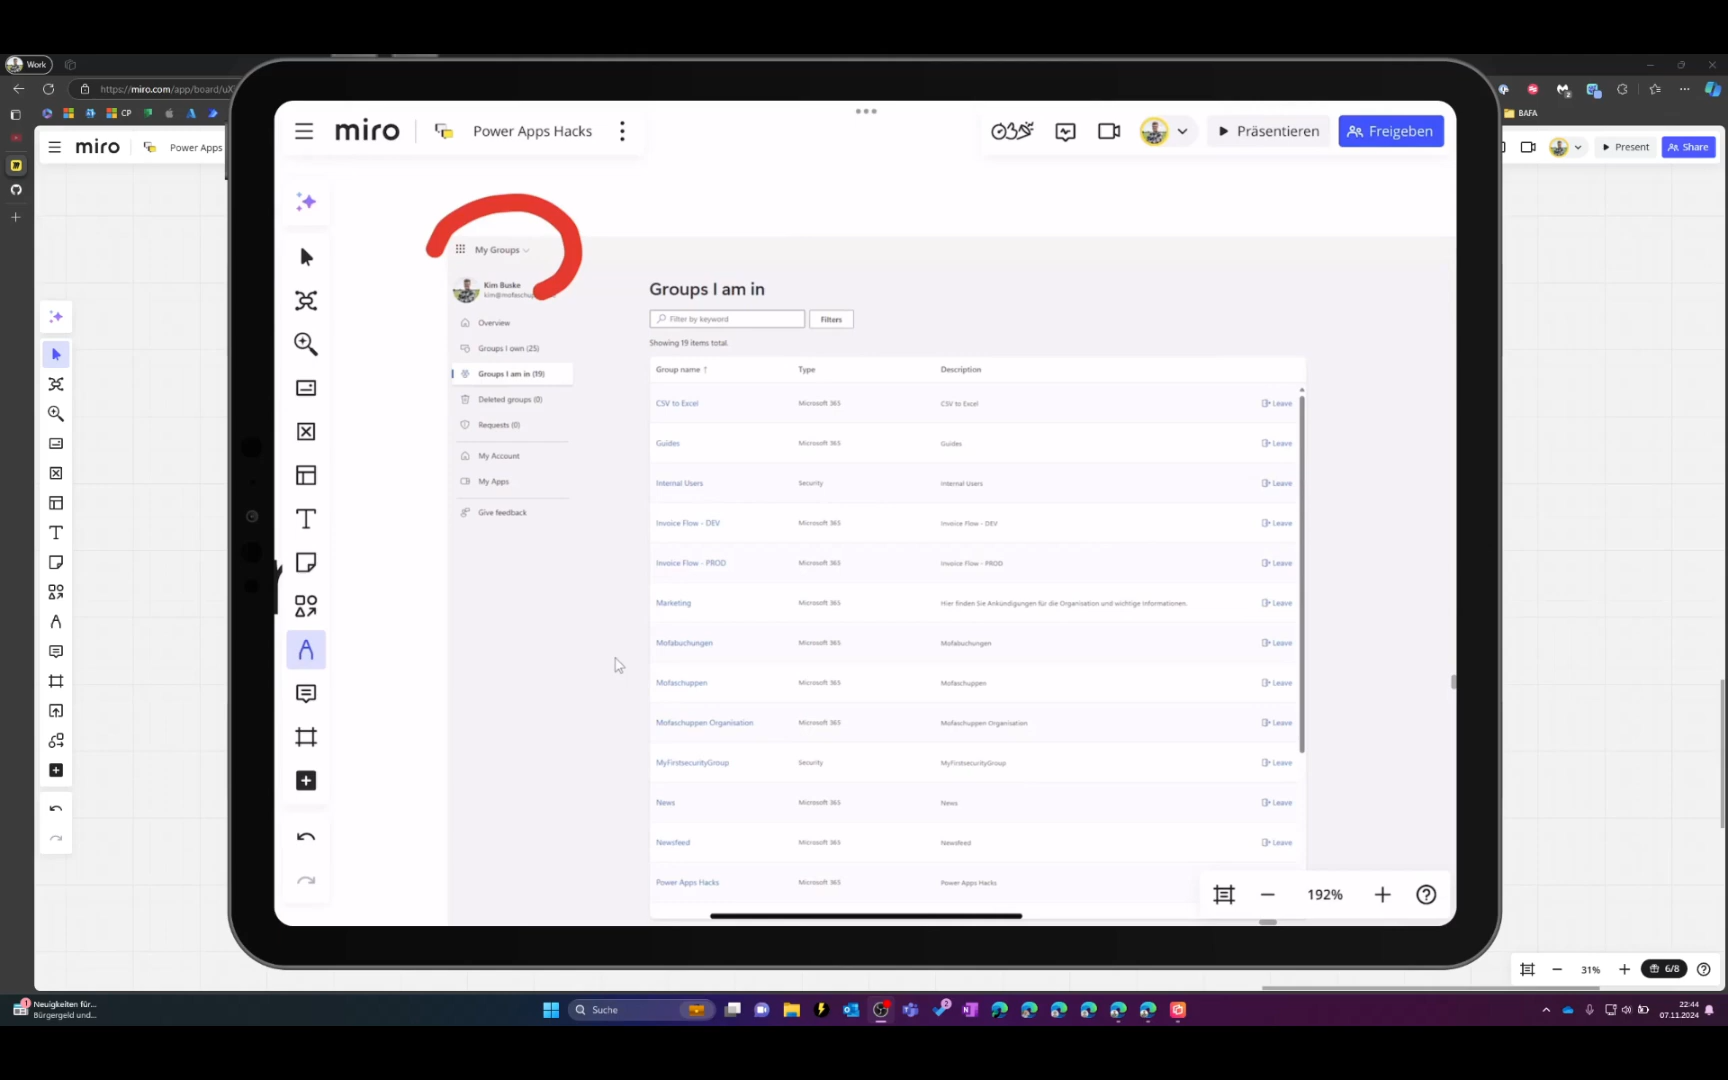 Work
https://miro.com/app/board/uX
CP
BAFA
miro
Power Apps
Present
Share
miro
Power Apps Hacks
Präsentieren
Freigeben
My Groups
Kim Buske
Overview
Groups I own (25)
Groups I am in (19)
Deleted groups (0)
Requests (0)
My Account
My Apps
Give feedback
Groups I am in
Filter by keyword
Filters
Showing 19 items total.
Group name ↑ Type Description
CSV to Excel Microsoft 365 CSV to Excel Leave
Guides Microsoft 365 Guides Leave
Internal Users Security Internal Users Leave
Invoice Flow - DEV Microsoft 365 Invoice Flow - DEV Leave
Invoice Flow - PROD Microsoft 365 Invoice Flow - PROD Leave
Marketing Microsoft 365 Hier finden Sie Ankündigungen für die Organisation und wichtige Informationen. Leave
Mofabuchungen Microsoft 365 Mofabuchungen Leave
Mofaschuppen Microsoft 365 Mofaschuppen Leave
Mofaschuppen Organisation Microsoft 365 Mofaschuppen Organisation Leave
MyFirstsecurityGroup Security MyFirstsecurityGroup Leave
News Microsoft 365 News Leave
Newsfeed Microsoft 365 Newsfeed Leave
Power Apps Hacks Microsoft 365 Power Apps Hacks
192%
31%
6/8
Neuigkeiten für...
Bürgergeld und...
Suche
22:44
07.11.2024